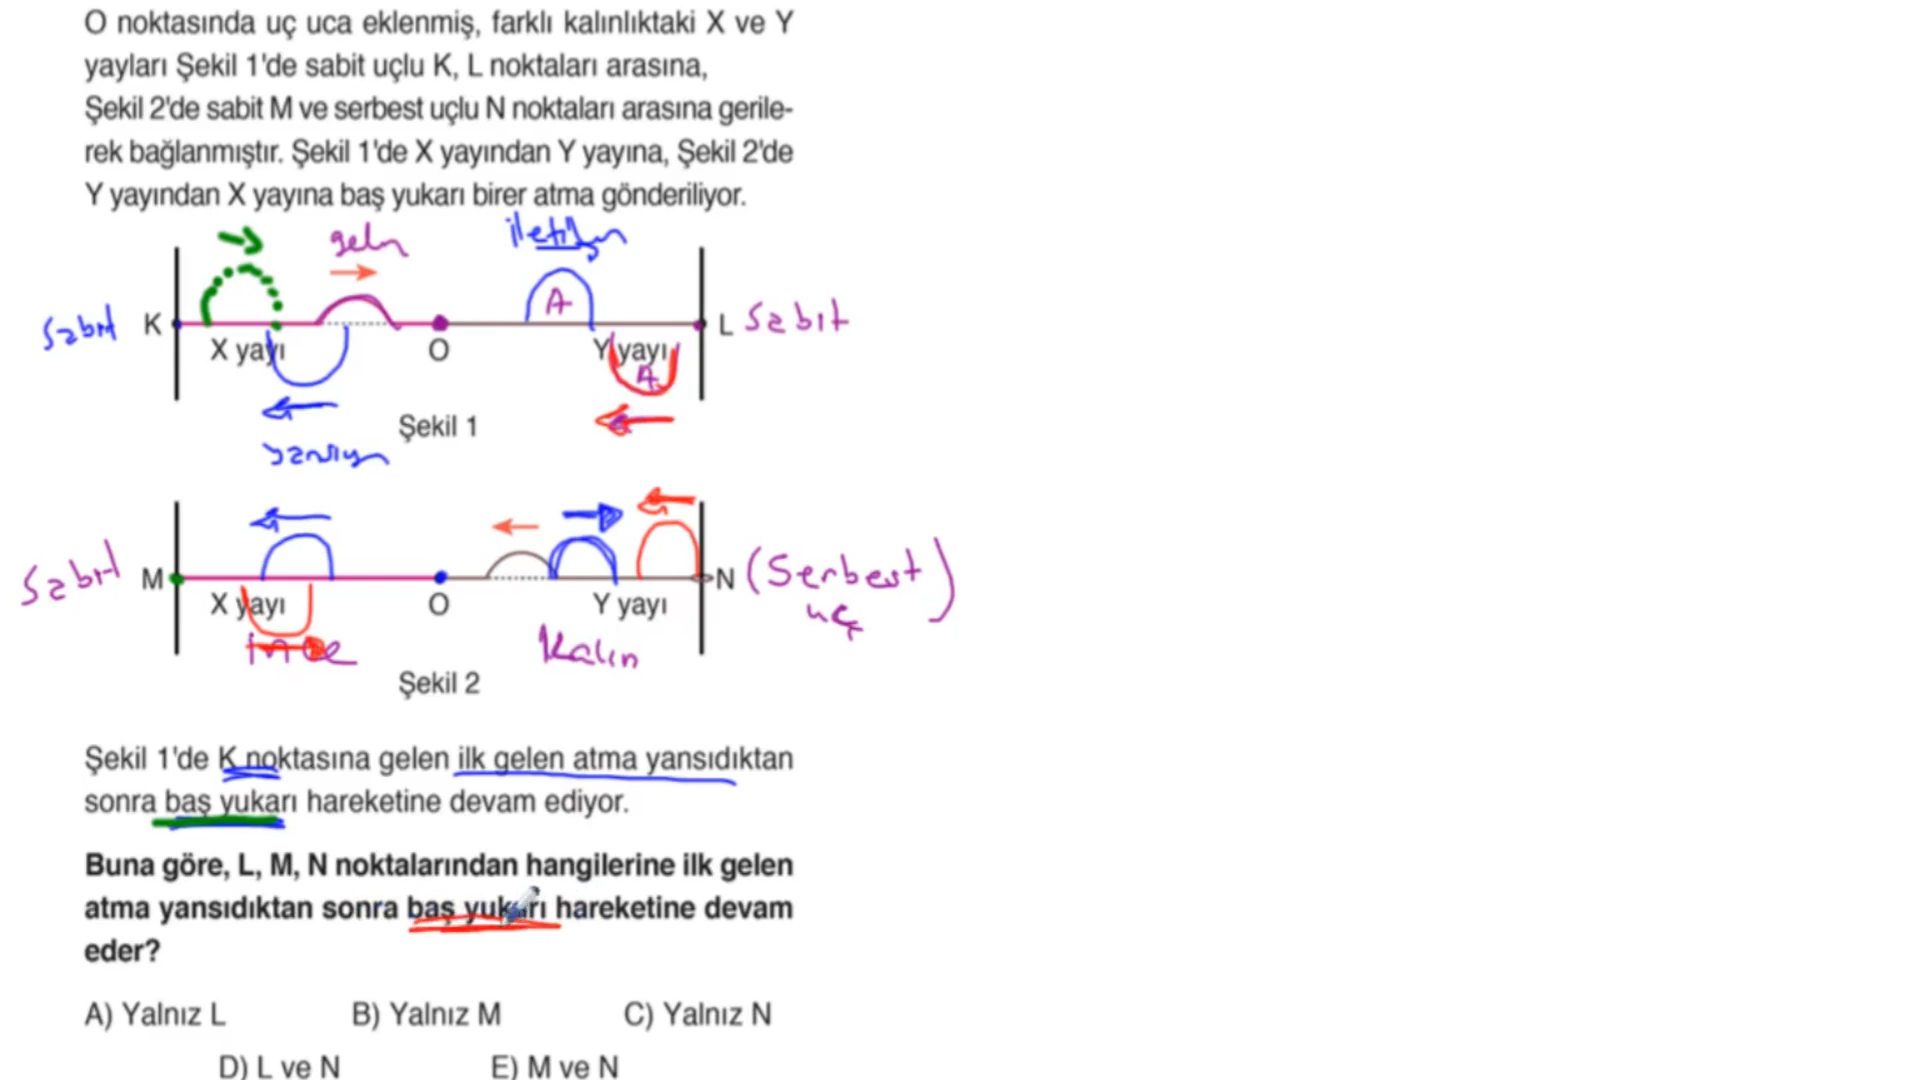 O noktasında uç uca eklenmiş, farklı kalınlıktaki X ve Y
yayları Şekil 1'de sabit uçlu K, L noktaları arasına,
Şekil 2'de sabit M ve serbest uçlu N noktaları arasına gerile-
rek bağlanmıştır. Şekil 1'de X yayından Y yayına, Şekil 2'de
Y yayından X yayına baş yukarı birer atma gönderiliyor.
geln iletilen
A
Sabit K L Sabit
X yayı O Y yayı
A
Şekil 1
yansıyan
Sabit M N (Serbest
uç)
X yayı O Y yayı
ince Kalın
Şekil 2
Şekil 1'de K noktasına gelen ilk gelen atma yansıdıktan
sonra baş yukarı hareketine devam ediyor.
Buna göre, L, M, N noktalarından hangilerine ilk gelen
atma yansıdıktan sonra baş yukarı hareketine devam
eder?
A) Yalnız L B) Yalnız M C) Yalnız N
D) L ve N E) M ve N